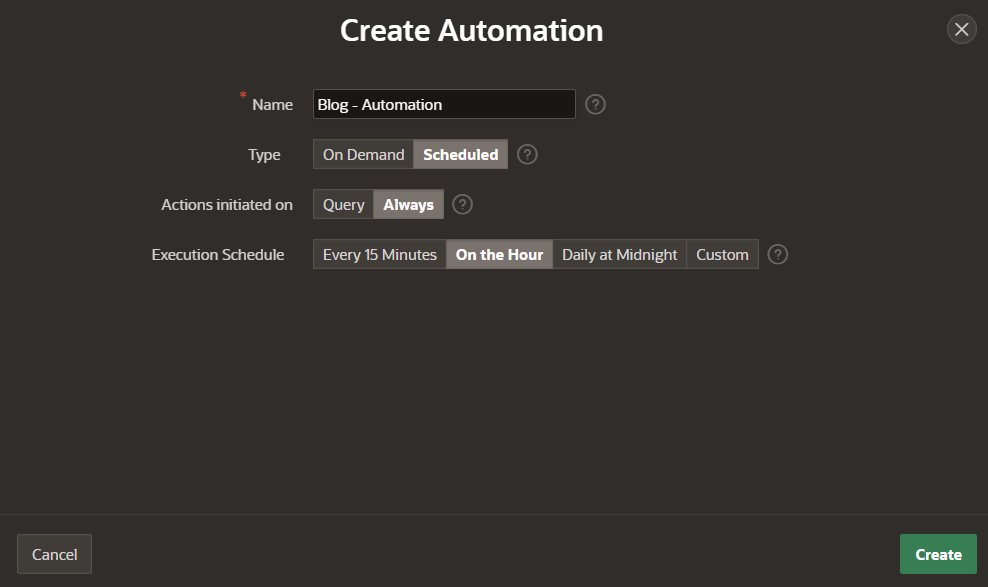 Create Automation
* Name Blog - Automation ?
Type On Demand Scheduled ?
Actions initiated on Query Always ?
Execution Schedule Every 15 Minutes On the Hour Daily at Midnight Custom ?
Cancel Create